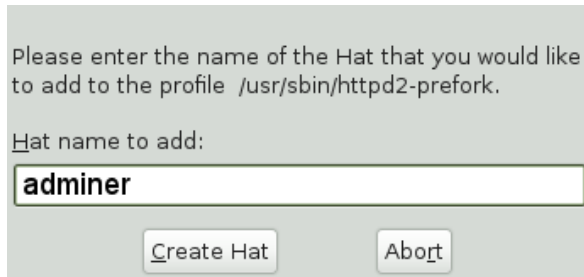 Please enter the name of the Hat that you would like
to add to the profile /usr/sbin/httpd2-prefork.
Hat name to add:
adminer
Create Hat
Abort